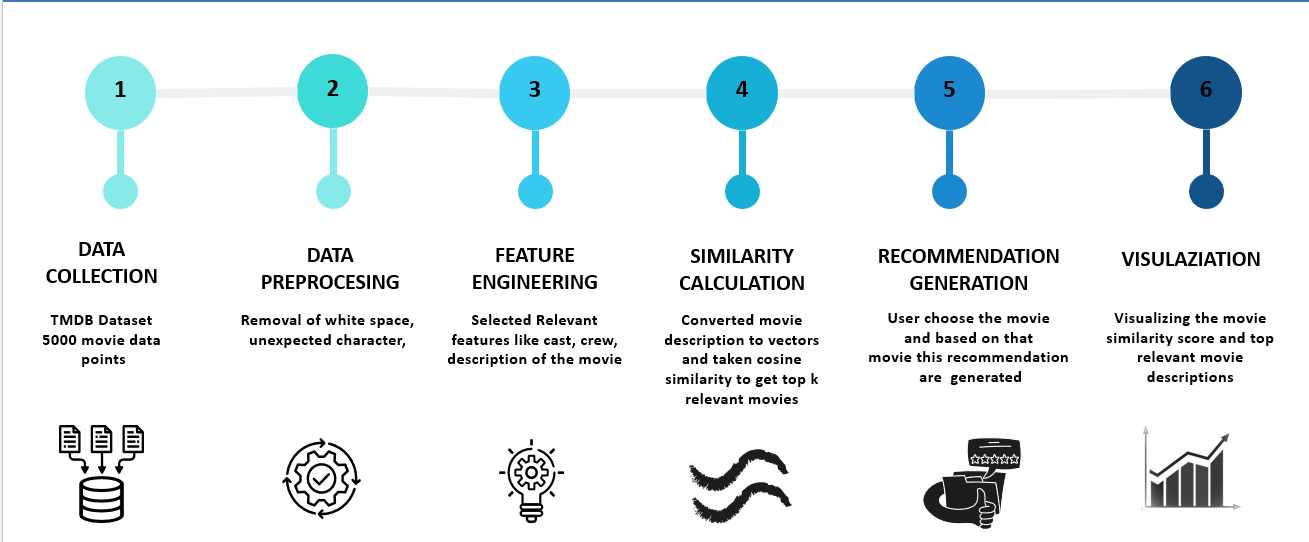 1
2
3
4
5
6
DATA
COLLECTION
TMDB Dataset
5000 movie data
points
DATA
PREPROCESING
Removal of white space,
unexpected character,
FEATURE
ENGINEERING
Selected Relevant
features like cast, crew,
description of the movie
SIMILARITY
CALCULATION
Converted movie
description to vectors
and taken cosine
similarity to get top k
relevant movies
RECOMMENDATION
GENERATION
User choose the movie
and based on that
movie this recommendation
are generated
VISULAZIATION
Visualizing the movie
similarity score and top
relevant movie
descriptions